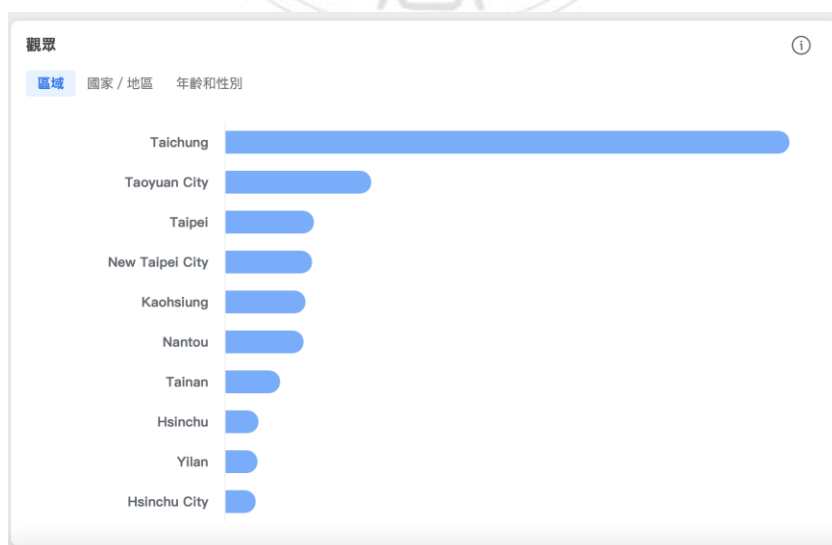 觀眾
區域 國家 / 地區 年齡和性別
Taichung
Taoyuan City
Taipei
New Taipei City
Kaohsiung
Nantou
Tainan
Hsinchu
Yilan
Hsinchu City